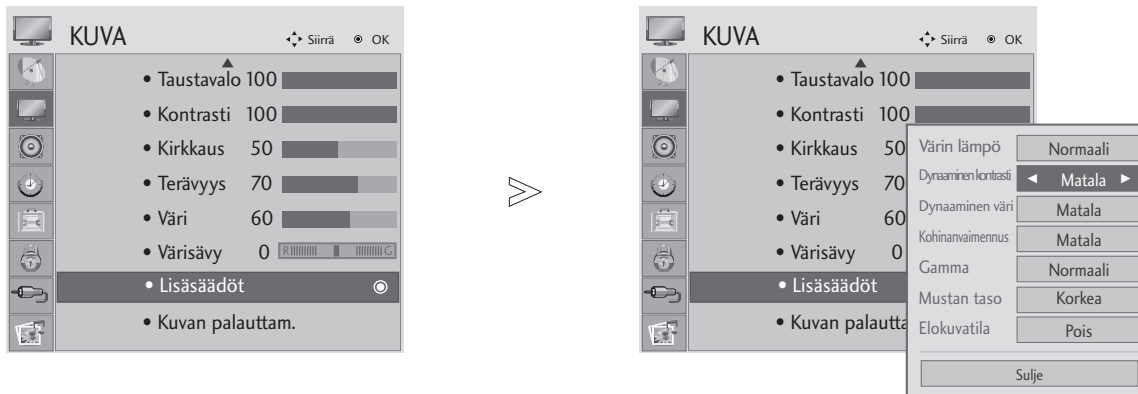 KUVA Siirrä OK
• Taustavalo 100
• Kontrasti 100
• Kirkkaus 50
• Terävyys 70
• Väri 60
• Värisävy 0 R G
• Lisäsäädöt
• Kuvan palauttam.
KUVA Siirrä OK
• Taustavalo 100
• Kontrasti 100
• Kirkkaus 50
• Terävyys 70
• Väri 60
• Värisävy 0
• Lisäsäädöt
• Kuvan palautta
Värin lämpö Normaali
Dynaaminen kontrasti ◄ Matala ►
Dynaaminen väri Matala
Kohinanvaimennus Matala
Gamma Normaali
Mustan taso Korkea
Elokuvatila Pois
Sulje